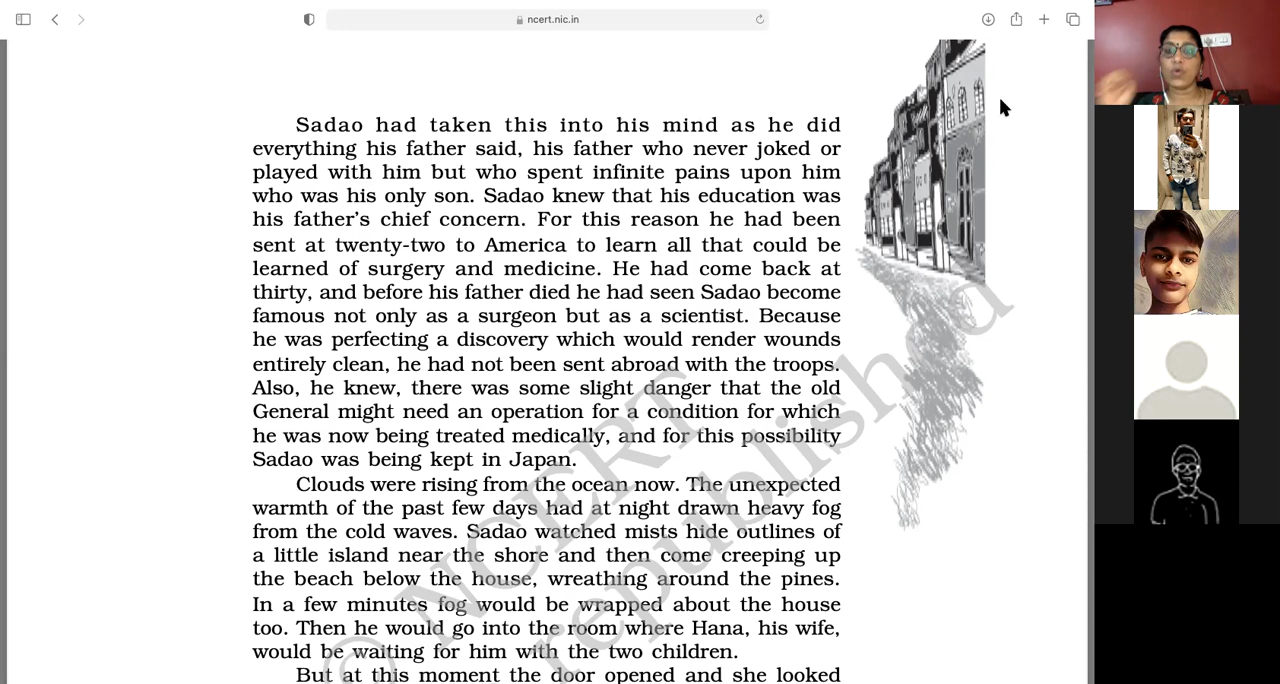 ncert.nic.in
Sadao had taken this into his mind as he did
everything his father said, his father who never joked or
played with him but who spent infinite pains upon him
who was his only son. Sadao knew that his education was
his father's chief concern. For this reason he had been
sent at twenty-two to America to learn all that could be
learned of surgery and medicine. He had come back at
thirty, and before his father died he had seen Sadao become
famous not only as a surgeon but as a scientist. Because
he was perfecting a discovery which would render wounds
entirely clean, he had not been sent abroad with the troops.
Also, he knew, there was some slight danger that the old
General might need an operation for a condition for which
he was now being treated medically, and for this possibility
Sadao was being kept in Japan.
Clouds were rising from the ocean now. The unexpected
warmth of the past few days had at night drawn heavy fog
from the cold waves. Sadao watched mists hide outlines of
a little island near the shore and then come creeping up
the beach below the house, wreathing around the pines.
In a few minutes fog would be wrapped about the house
too. Then he would go into the room where Hana, his wife,
would be waiting for him with the two children.
But at this moment the door opened and she looked
© NCERT
republished